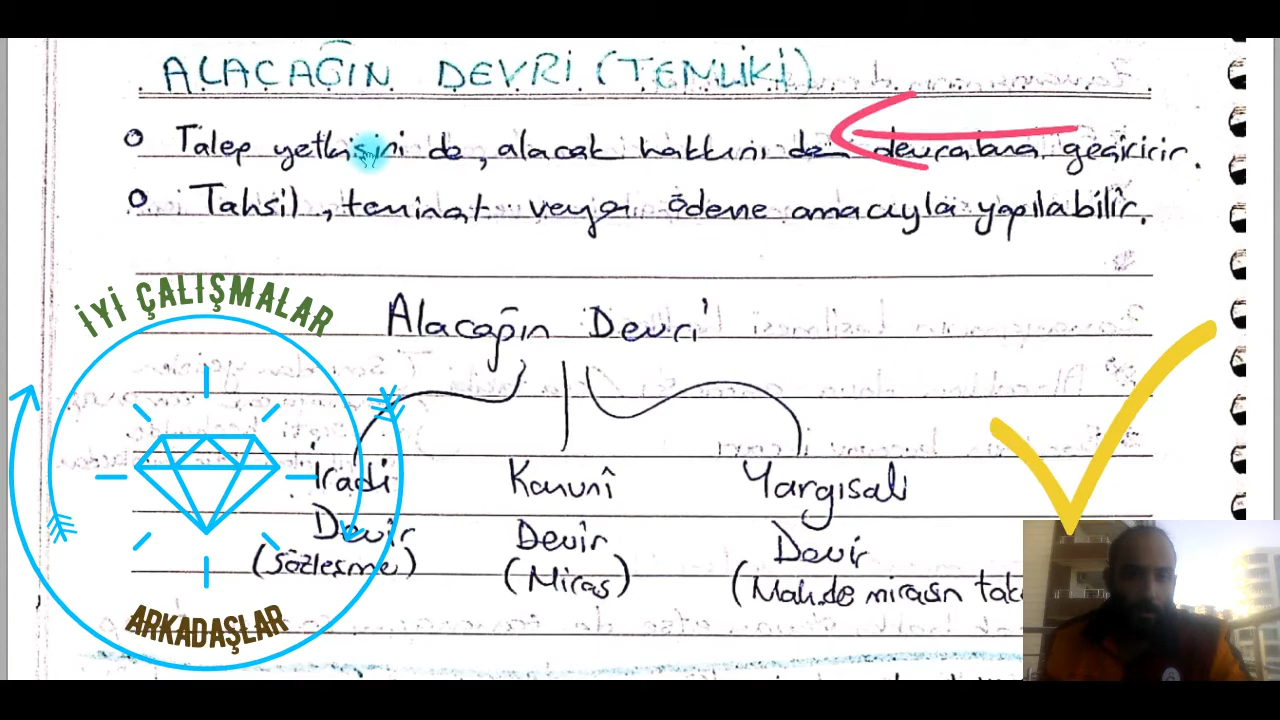 ALACAĞIN DEVRİ (TEMLİKİ)
Talep yetkisini de, alacak hakkını da devralana geçirir.
Tahsil, teminat veya ödeme amacıyla yapılabilir.
İYİ ÇALIŞMALAR
Alacağın Devri
İradi Kanunî Yargısal
Devir Devir Devir
(Sözleşme) (Miras) (Mah.de mirasın tak
ARKADAŞLAR